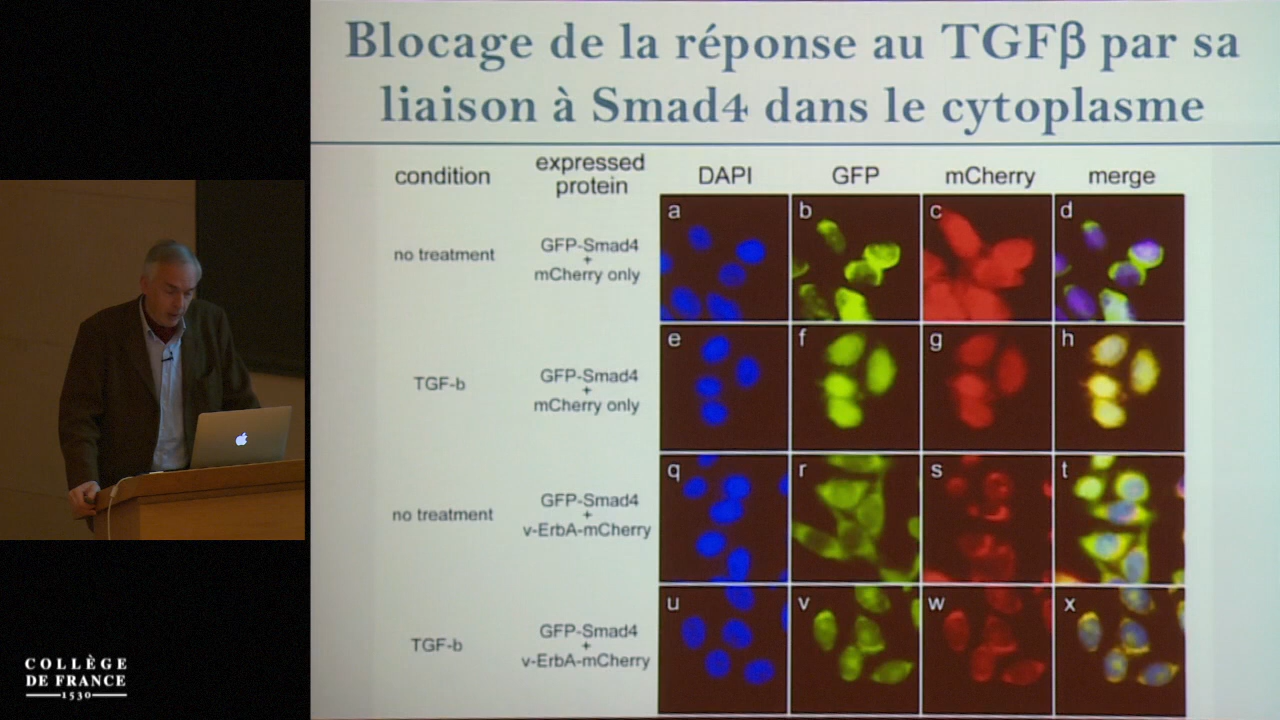 Blocage de la réponse au TGFβ par sa
liaison à Smad4 dans le cytoplasme
condition
expressed
protein
DAPI
GFP
mCherry
merge
no treatment
GFP-Smad4
+
mCherry only
a
b
c
d
TGF-b
GFP-Smad4
+
mCherry only
e
f
g
h
no treatment
GFP-Smad4
+
v-ErbA-mCherry
q
r
s
t
TGF-b
GFP-Smad4
+
v-ErbA-mCherry
u
v
w
x
COLLÈGE
DE FRANCE
1530